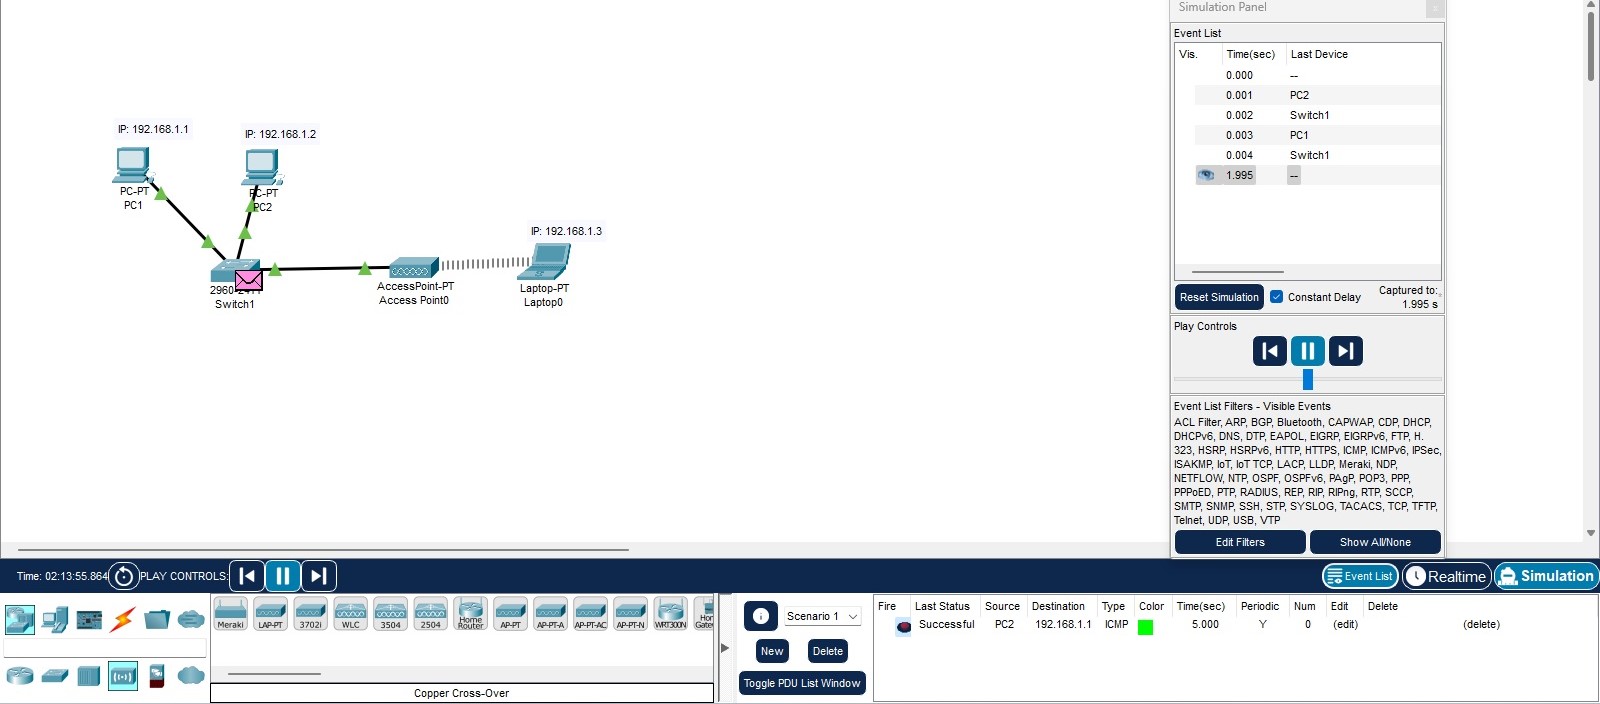 Simulation Panel
Event List
Vis. Time(sec) Last Device
0.000 --
0.001 PC2
0.002 Switch1
0.003 PC1
0.004 Switch1
1.995 --
Reset Simulation Constant Delay Captured to:
1.995 s
Play Controls
Event List Filters - Visible Events
ACL Filter, ARP, BGP, Bluetooth, CAPWAP, CDP, DHCP,
DHCPv6, DNS, DTP, EAPOL, EIGRP, EIGRPv6, FTP, H.
323, HSRP, HSRPv6, HTTP, HTTPS, ICMP, ICMPv6, IPSec,
ISAKMP, IoT, IoT TCP, LACP, LLDP, Meraki, NDP,
NETFLOW, NTP, OSPF, OSPFv6, PAgP, POP3, PPP,
PPPoED, PTP, RADIUS, REP, RIP, RIPng, RTP, SCCP,
SMTP, SNMP, SSH, STP, SYSLOG, TACACS, TCP, TFTP,
Telnet, UDP, USB, VTP
Edit Filters Show All/None
IP: 192.168.1.1
IP: 192.168.1.2
PC-PT
PC1
PC-PT
PC2
IP: 192.168.1.3
Switch1
AccessPoint-PT
Access Point0
Laptop-PT
Laptop0
Time: 02:13:55.864 PLAY CONTROLS:
Event List Realtime Simulation
Meraki LAP-PT 3702i WLC 3504 2504 Home Router AP-PT AP-PT-A AP-PT-AC AP-PT-N WRT300N
Copper Cross-Over
Scenario 1
New Delete
Toggle PDU List Window
Fire Last Status Source Destination Type Color Time(sec) Periodic Num Edit Delete
Successful PC2 192.168.1.1 ICMP 5.000 Y 0 (edit) (delete)